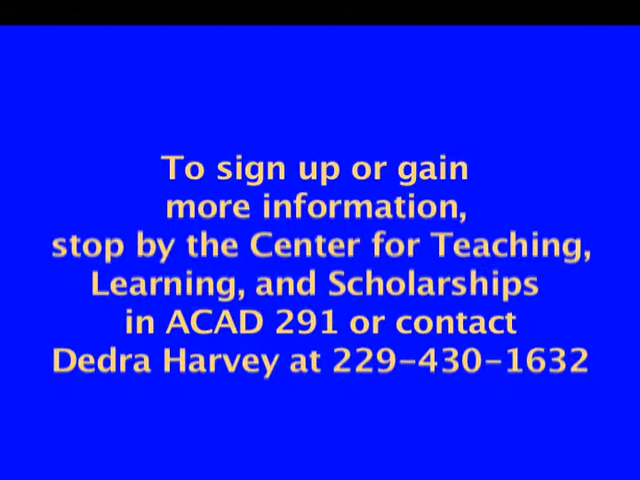 To sign up or gain
more information,
stop by the Center for Teaching,
Learning, and Scholarships
in ACAD 291 or contact
Dedra Harvey at 229-430-1632